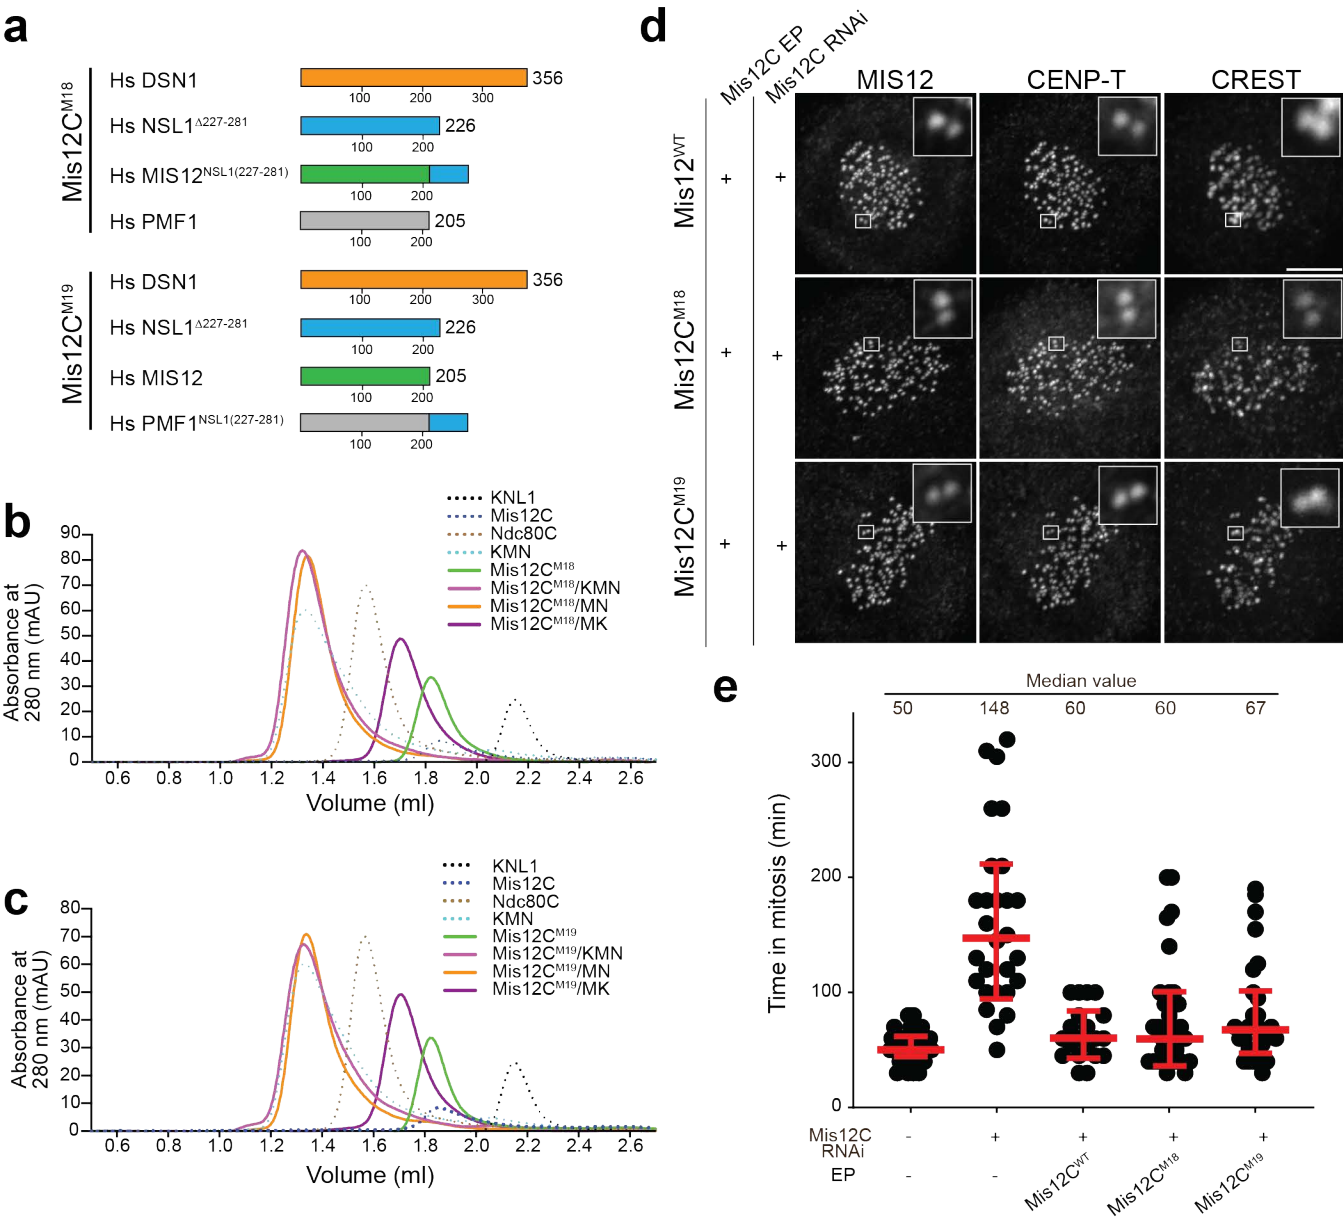 a
Mis12C^M18
Hs DSN1
356
100 200 300
Hs NSL1^Δ227-281
226
100 200
Hs MIS12^NSL1(227-281)
100 200
Hs PMF1
205
100 200
Mis12C^M19
Hs DSN1
356
100 200 300
Hs NSL1^Δ227-281
226
100 200
Hs MIS12
205
100 200
Hs PMF1^NSL1(227-281)
100 200
b
Absorbance at
280 nm (mAU)
90
80
70
60
50
40
30
20
10
0
0.6 0.8 1.0 1.2 1.4 1.6 1.8 2.0 2.2 2.4 2.6
Volume (ml)
KNL1
Mis12C
Ndc80C
KMN
Mis12C^M18
Mis12C^M18/KMN
Mis12C^M18/MN
Mis12C^M18/MK
c
Absorbance at
280 nm (mAU)
80
70
60
50
40
30
20
10
0
0.6 0.8 1.0 1.2 1.4 1.6 1.8 2.0 2.2 2.4 2.6
Volume (ml)
KNL1
Mis12C
Ndc80C
KMN
Mis12C^M19
Mis12C^M19/KMN
Mis12C^M19/MN
Mis12C^M19/MK
d
Mis12C EP
Mis12C RNAi
MIS12 CENP-T CREST
Mis12^WT
+ +
Mis12C^M18
+ +
Mis12C^M19
+ +
e
Median value
50 148 60 60 67
Time in mitosis (min)
300
200
100
0
Mis12C
RNAi
- + + + +
EP
- - Mis12C^WT Mis12C^M18 Mis12C^M19